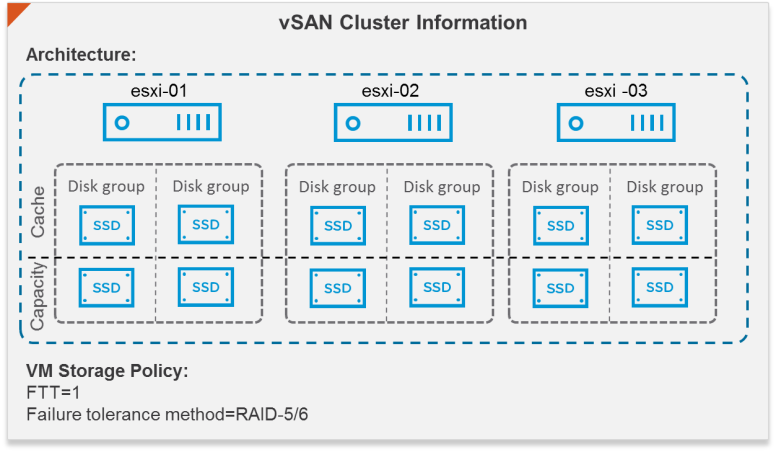 vSAN Cluster Information
Architecture:
esxi-01 esxi-02 esxi -03
Cache
Disk group Disk group Disk group Disk group Disk group Disk group
SSD SSD SSD SSD SSD SSD
Capacity
SSD SSD SSD SSD SSD SSD
VM Storage Policy:
FTT=1
Failure tolerance method=RAID-5/6